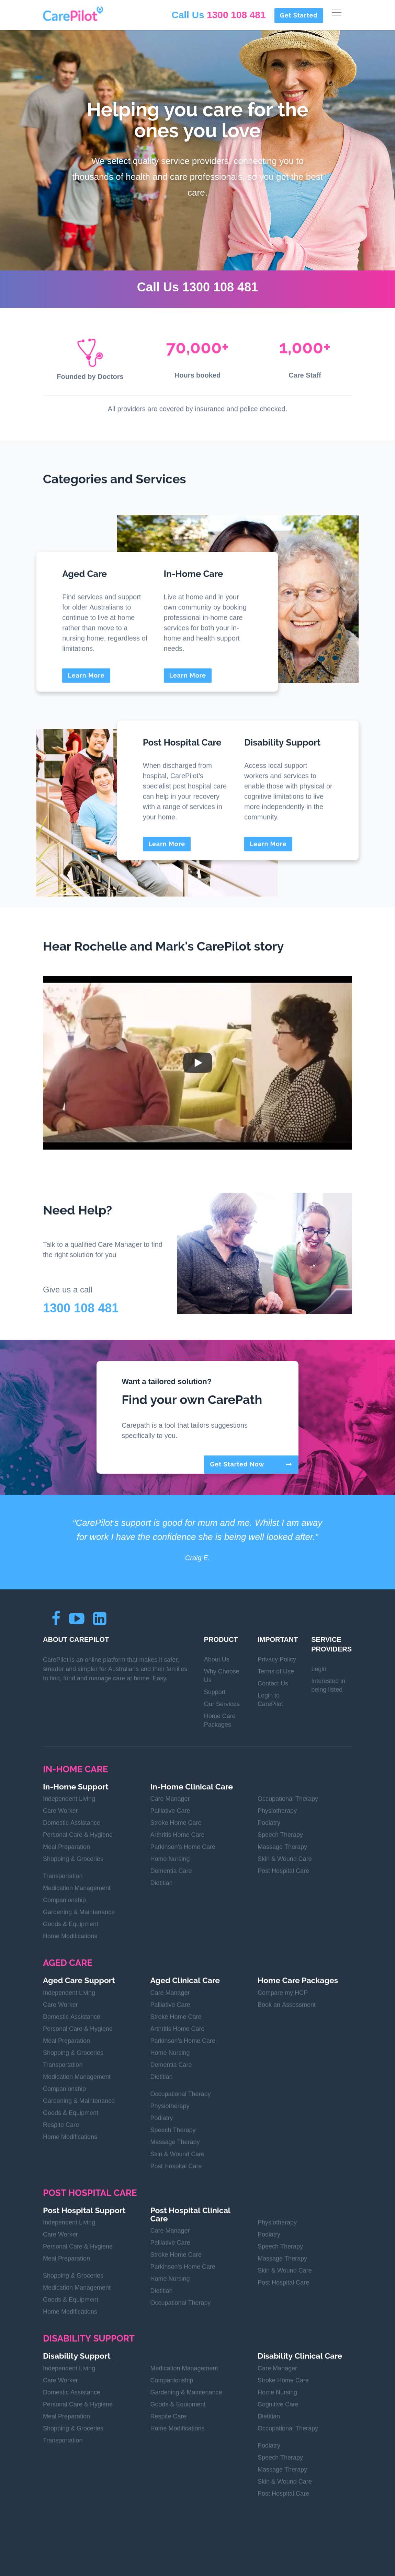 CarePilot
Call Us 1300 108 481
Get Started
Helping you care for the
ones you love
We select quality service providers, connecting you to
thousands of health and care professionals, so you get the best
care.
Call Us 1300 108 481
Founded by Doctors
70,000+
Hours booked
1,000+
Care Staff
All providers are covered by insurance and police checked.
Categories and Services
Aged Care
Find services and support
for older Australians to
continue to live at home
rather than move to a
nursing home, regardless of
limitations.
Learn More
In-Home Care
Live at home and in your
own community by booking
professional in-home care
services for both your in-
home and health support
needs.
Learn More
Post Hospital Care
When discharged from
hospital, CarePilot's
specialist post hospital care
can help in your recovery
with a range of services in
your home.
Learn More
Disability Support
Access local support
workers and services to
enable those with physical or
cognitive limitations to live
more independently in the
community.
Learn More
Hear Rochelle and Mark's CarePilot story
Need Help?
Talk to a qualified Care Manager to find
the right solution for you
Give us a call
1300 108 481
Want a tailored solution?
Find your own CarePath
Carepath is a tool that tailors suggestions
specifically to you.
Get Started Now
"CarePilot's support is good for mum and me. Whilst I am away
for work I have the confidence she is being well looked after."
Craig E.
ABOUT CAREPILOT
CarePilot is an online platform that makes it safer,
smarter and simpler for Australians and their families
to find, fund and manage care at home. Easy.
PRODUCT
About Us
Why Choose
Us
Support
Our Services
Home Care
Packages
IMPORTANT
Privacy Policy
Terms of Use
Contact Us
Login to
CarePilot
SERVICE
PROVIDERS
Login
Interested in
being listed
IN-HOME CARE
In-Home Support
Independent Living
Care Worker
Domestic Assistance
Personal Care & Hygiene
Meal Preparation
Shopping & Groceries
Transportation
Medication Management
Companionship
Gardening & Maintenance
Goods & Equipment
Home Modifications
In-Home Clinical Care
Care Manager
Palliative Care
Stroke Home Care
Arthritis Home Care
Parkinson's Home Care
Home Nursing
Dementia Care
Dietitian
Occupational Therapy
Physiotherapy
Podiatry
Speech Therapy
Massage Therapy
Skin & Wound Care
Post Hospital Care
AGED CARE
Aged Care Support
Independent Living
Care Worker
Domestic Assistance
Personal Care & Hygiene
Meal Preparation
Shopping & Groceries
Transportation
Medication Management
Companionship
Gardening & Maintenance
Goods & Equipment
Respite Care
Home Modifications
Aged Clinical Care
Care Manager
Palliative Care
Stroke Home Care
Arthritis Home Care
Parkinson's Home Care
Home Nursing
Dementia Care
Dietitian
Occupational Therapy
Physiotherapy
Podiatry
Speech Therapy
Massage Therapy
Skin & Wound Care
Post Hospital Care
Home Care Packages
Compare my HCP
Book an Assessment
POST HOSPITAL CARE
Post Hospital Support
Independent Living
Care Worker
Personal Care & Hygiene
Meal Preparation
Shopping & Groceries
Medication Management
Goods & Equipment
Home Modifications
Post Hospital Clinical
Care
Care Manager
Palliative Care
Stroke Home Care
Parkinson's Home Care
Home Nursing
Dietitian
Occupational Therapy
Physiotherapy
Podiatry
Speech Therapy
Massage Therapy
Skin & Wound Care
Post Hospital Care
DISABILITY SUPPORT
Disability Support
Independent Living
Care Worker
Domestic Assistance
Personal Care & Hygiene
Meal Preparation
Shopping & Groceries
Transportation
Medication Management
Companionship
Gardening & Maintenance
Goods & Equipment
Respite Care
Home Modifications
Disability Clinical Care
Care Manager
Stroke Home Care
Home Nursing
Cognitive Care
Dietitian
Occupational Therapy
Podiatry
Speech Therapy
Massage Therapy
Skin & Wound Care
Post Hospital Care